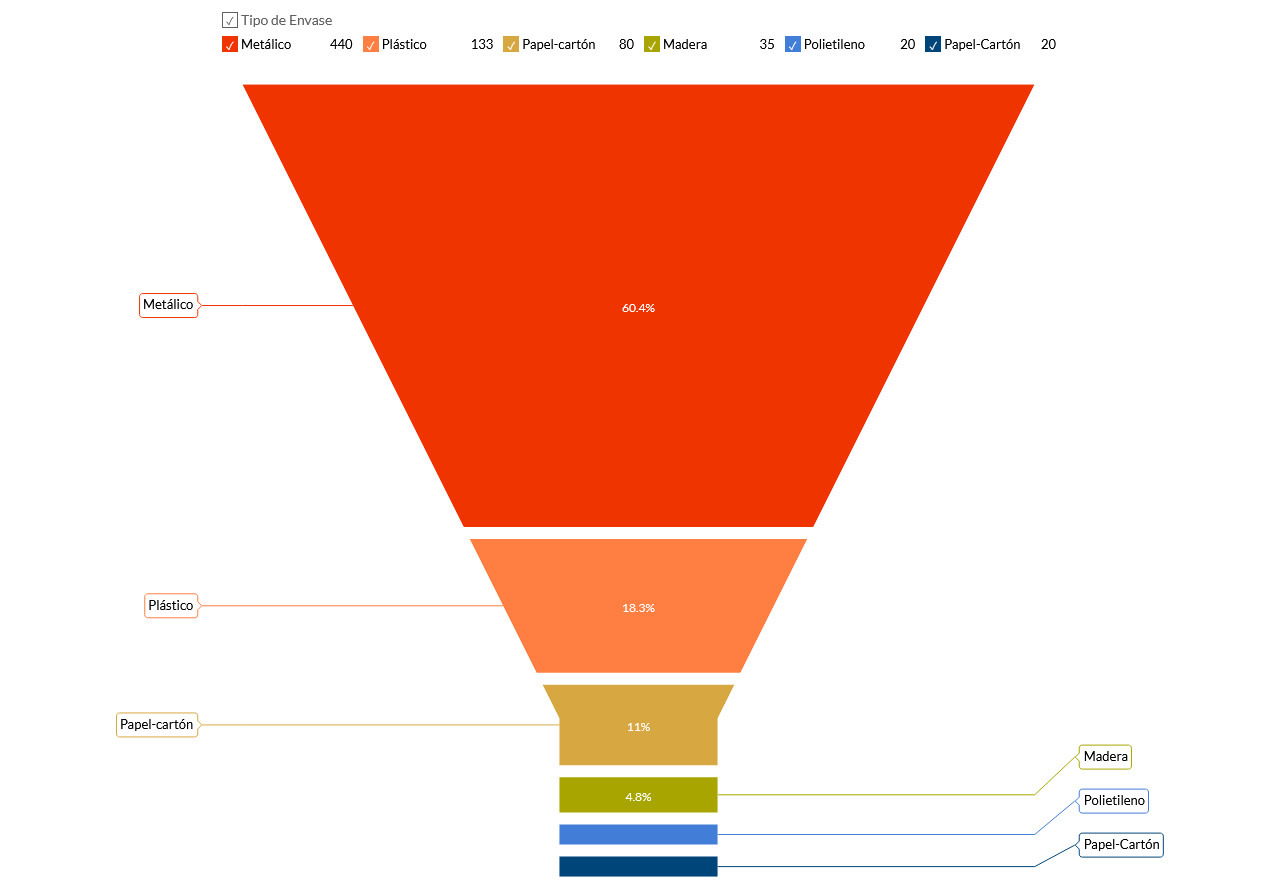 Tipo de Envase
Metálico 440 Plástico 133 Papel-cartón 80 Madera 35 Polietileno 20 Papel-Cartón 20
Metálico
60.4%
Plástico
18.3%
Papel-cartón
11%
Madera
4.8%
Polietileno
Papel-Cartón